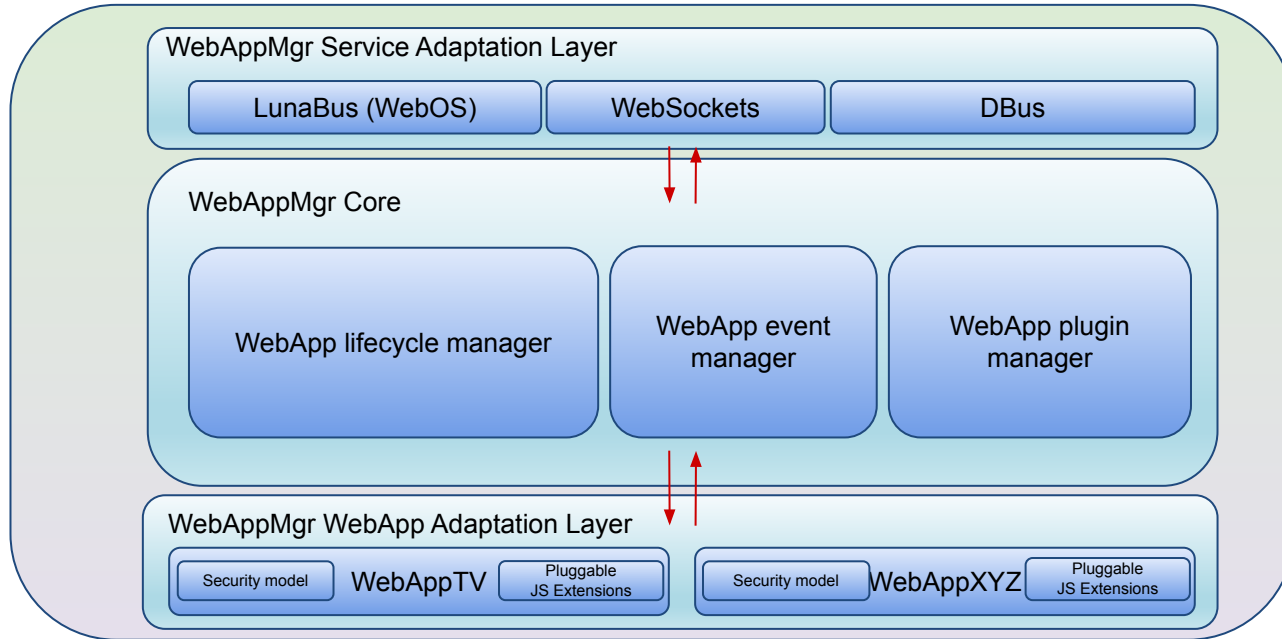 WebAppMgr Service Adaptation Layer
LunaBus (WebOS)
WebSockets
DBus
WebAppMgr Core
WebApp lifecycle manager
WebApp event
manager
WebApp plugin
manager
WebAppMgr WebApp Adaptation Layer
Security model
WebAppTV
Pluggable
JS Extensions
Security model
WebAppXYZ
Pluggable
JS Extensions